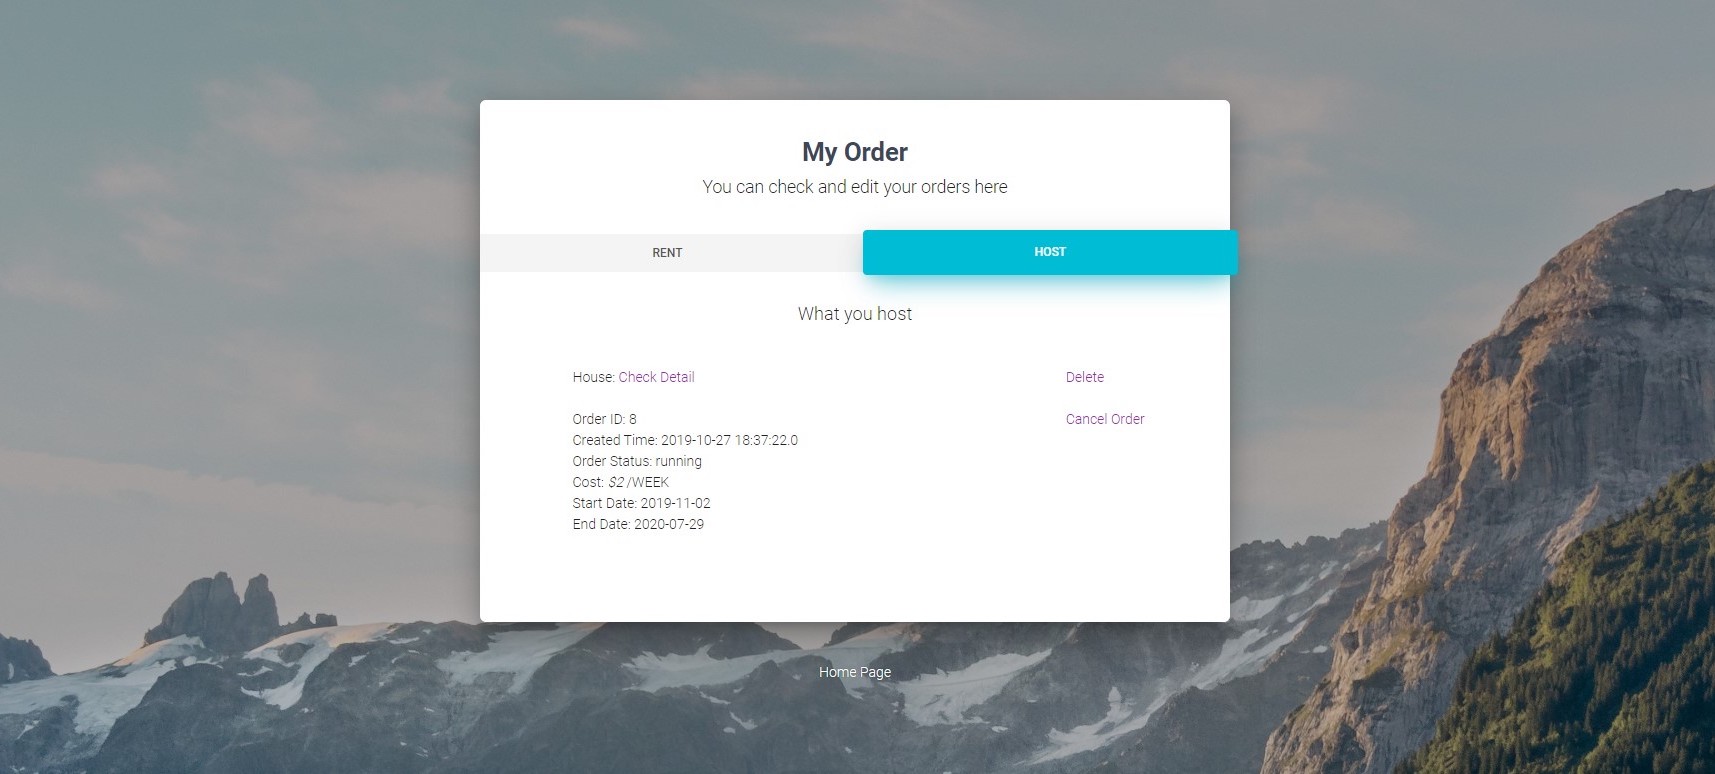 My Order
You can check and edit your orders here
RENT
HOST
What you host
House: Check Detail
Delete
Order ID: 8
Cancel Order
Created Time: 2019-10-27 18:37:22.0
Order Status: running
Cost: $2 /WEEK
Start Date: 2019-11-02
End Date: 2020-07-29
Home Page